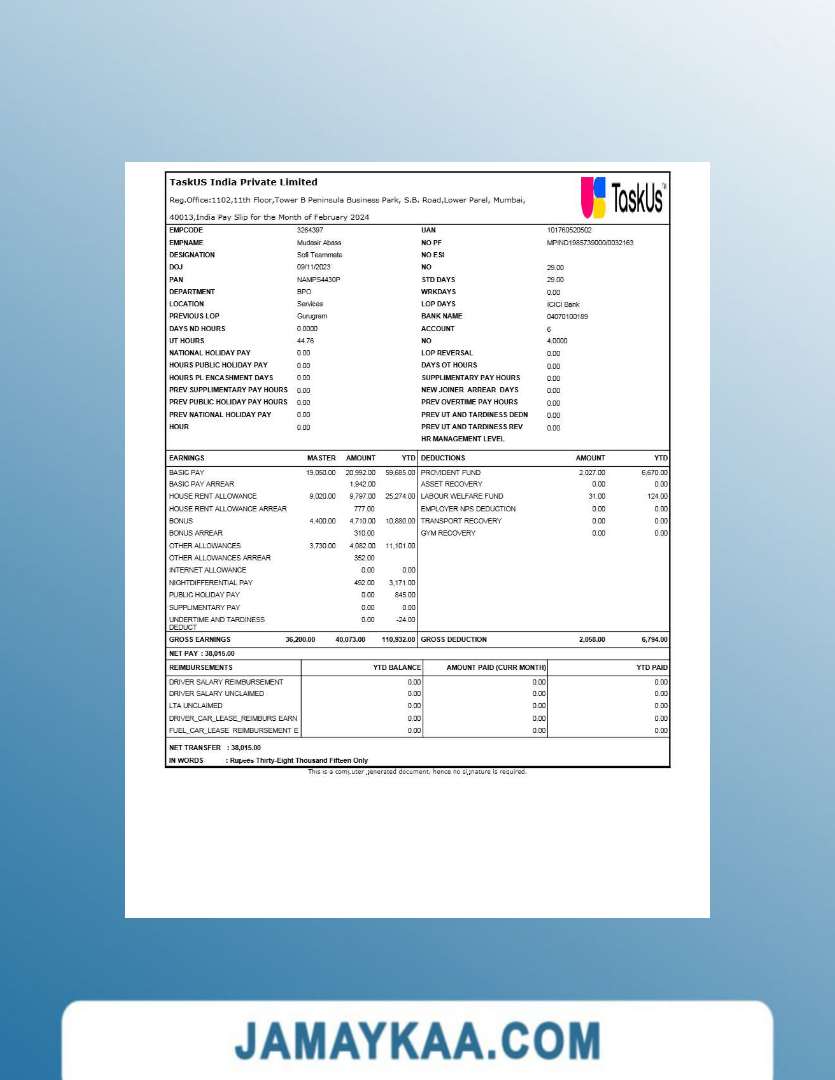 TaskUS India Private Limited
TaskUs™
Reg.Office:1102,11th Floor,Tower B Peninsula Business Park, S.B. Road,Lower Parel, Mumbai,
40013,India Pay Slip for the Month of February 2024
EMPCODE 3264397 UAN 101760520502
EMPNAME Mudasir Abass NO PF MPIND1985739000/0032163
DESIGNATION Sofi Teammate NO ESI
DOJ 09/11/2023 NO 29.00
PAN NAMPS4430P STD DAYS 29.00
DEPARTMENT BPO WRKDAYS 0.00
LOCATION Services LOP DAYS ICICI Bank
PREVIOUS LOP Gurugram BANK NAME 04070100189
DAYS ND HOURS 0.0000 ACCOUNT 6
UT HOURS 44.76 NO 4.0000
NATIONAL HOLIDAY PAY 0.00 LOP REVERSAL 0.00
HOURS PUBLIC HOLIDAY PAY 0.00 DAYS OT HOURS 0.00
HOURS PL ENCASHMENT DAYS 0.00 SUPPLIMENTARY PAY HOURS 0.00
PREV SUPPLIMENTARY PAY HOURS 0.00 NEW JOINER ARREAR DAYS 0.00
PREV PUBLIC HOLIDAY PAY HOURS 0.00 PREV OVERTIME PAY HOURS 0.00
PREV NATIONAL HOLIDAY PAY 0.00 PREV UT AND TARDINESS DEDN 0.00
HOUR 0.00 PREV UT AND TARDINESS REV 0.00
HR MANAGEMENT LEVEL
EARNINGS MASTER AMOUNT YTD DEDUCTIONS AMOUNT YTD
BASIC PAY 19,050.00 20,992.00 59,685.00 PROVIDENT FUND 2,027.00 6,670.00
BASIC PAY ARREAR 1,942.00 ASSET RECOVERY 0.00 0.00
HOUSE RENT ALLOWANCE 9,020.00 9,797.00 25,274.00 LABOUR WELFARE FUND 31.00 124.00
HOUSE RENT ALLOWANCE ARREAR 777.00 EMPLOYER NPS DEDUCTION 0.00 0.00
BONUS 4,400.00 4,710.00 10,880.00 TRANSPORT RECOVERY 0.00 0.00
BONUS ARREAR 310.00 GYM RECOVERY 0.00 0.00
OTHER ALLOWANCES 3,730.00 4,082.00 11,101.00
OTHER ALLOWANCES ARREAR 352.00
INTERNET ALLOWANCE 0.00 0.00
NIGHTDIFFERENTIAL PAY 492.00 3,171.00
PUBLIC HOLIDAY PAY 0.00 845.00
SUPPLIMENTARY PAY 0.00 0.00
UNDERTIME AND TARDINESS 0.00 -24.00
DEDUCT
GROSS EARNINGS 36,200.00 40,073.00 110,932.00 GROSS DEDUCTION 2,058.00 6,794.00
NET PAY : 38,015.00
REIMBURSEMENTS YTD BALANCE AMOUNT PAID (CURR MONTH) YTD PAID
DRIVER SALARY REIMBURSEMENT 0.00 0.00 0.00
DRIVER SALARY UNCLAIMED 0.00 0.00 0.00
LTA UNCLAIMED 0.00 0.00 0.00
DRIVER_CAR_LEASE_REIMBURS EARN 0.00 0.00 0.00
FUEL_CAR_LEASE REIMBURSEMENT E 0.00 0.00 0.00
NET TRANSFER : 38,015.00
IN WORDS : Rupees Thirty-Eight Thousand Fifteen Only
This is a computer generated document, hence no signature is required.
JAMAYKAA.COM